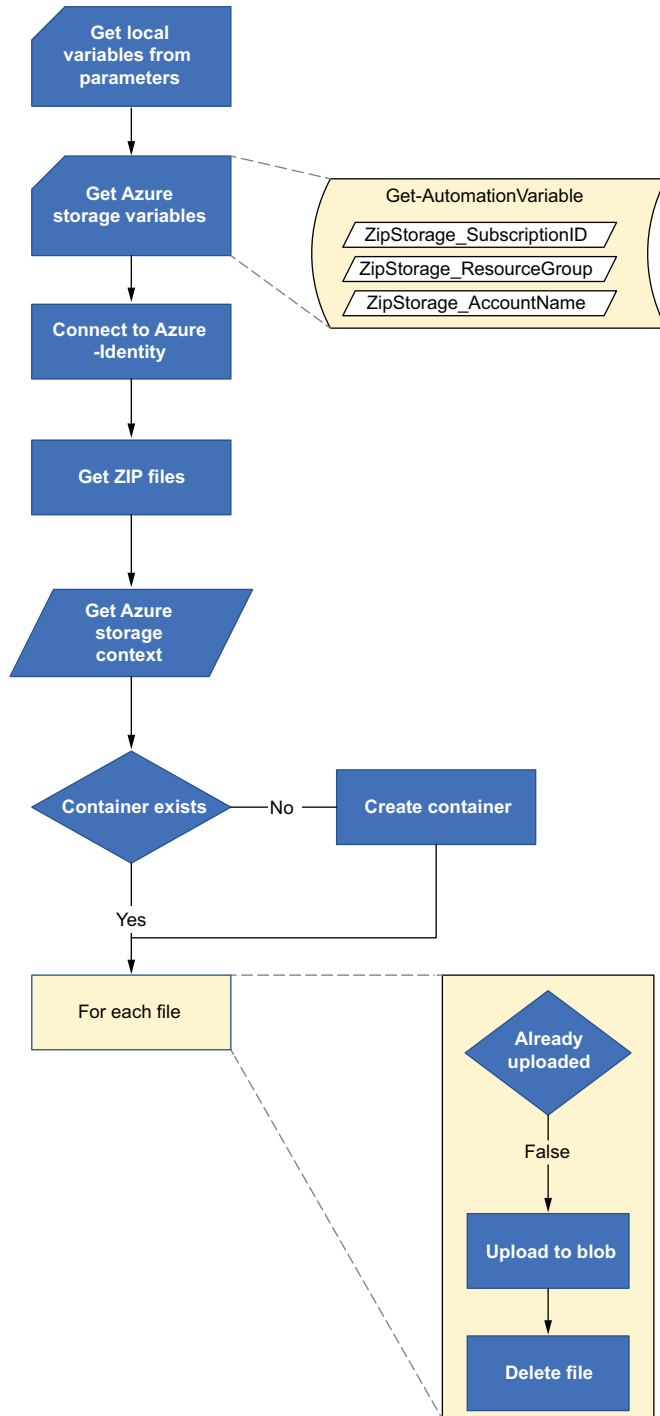 Get local
variables from
parameters
Get Azure
storage variables
Get-AutomationVariable
ZipStorage_SubscriptionID
ZipStorage_ResourceGroup
ZipStorage_AccountName
Connect to Azure
-Identity
Get ZIP files
Get Azure
storage
context
Container exists
No
Create container
Yes
For each file
Already
uploaded
False
Upload to blob
Delete file